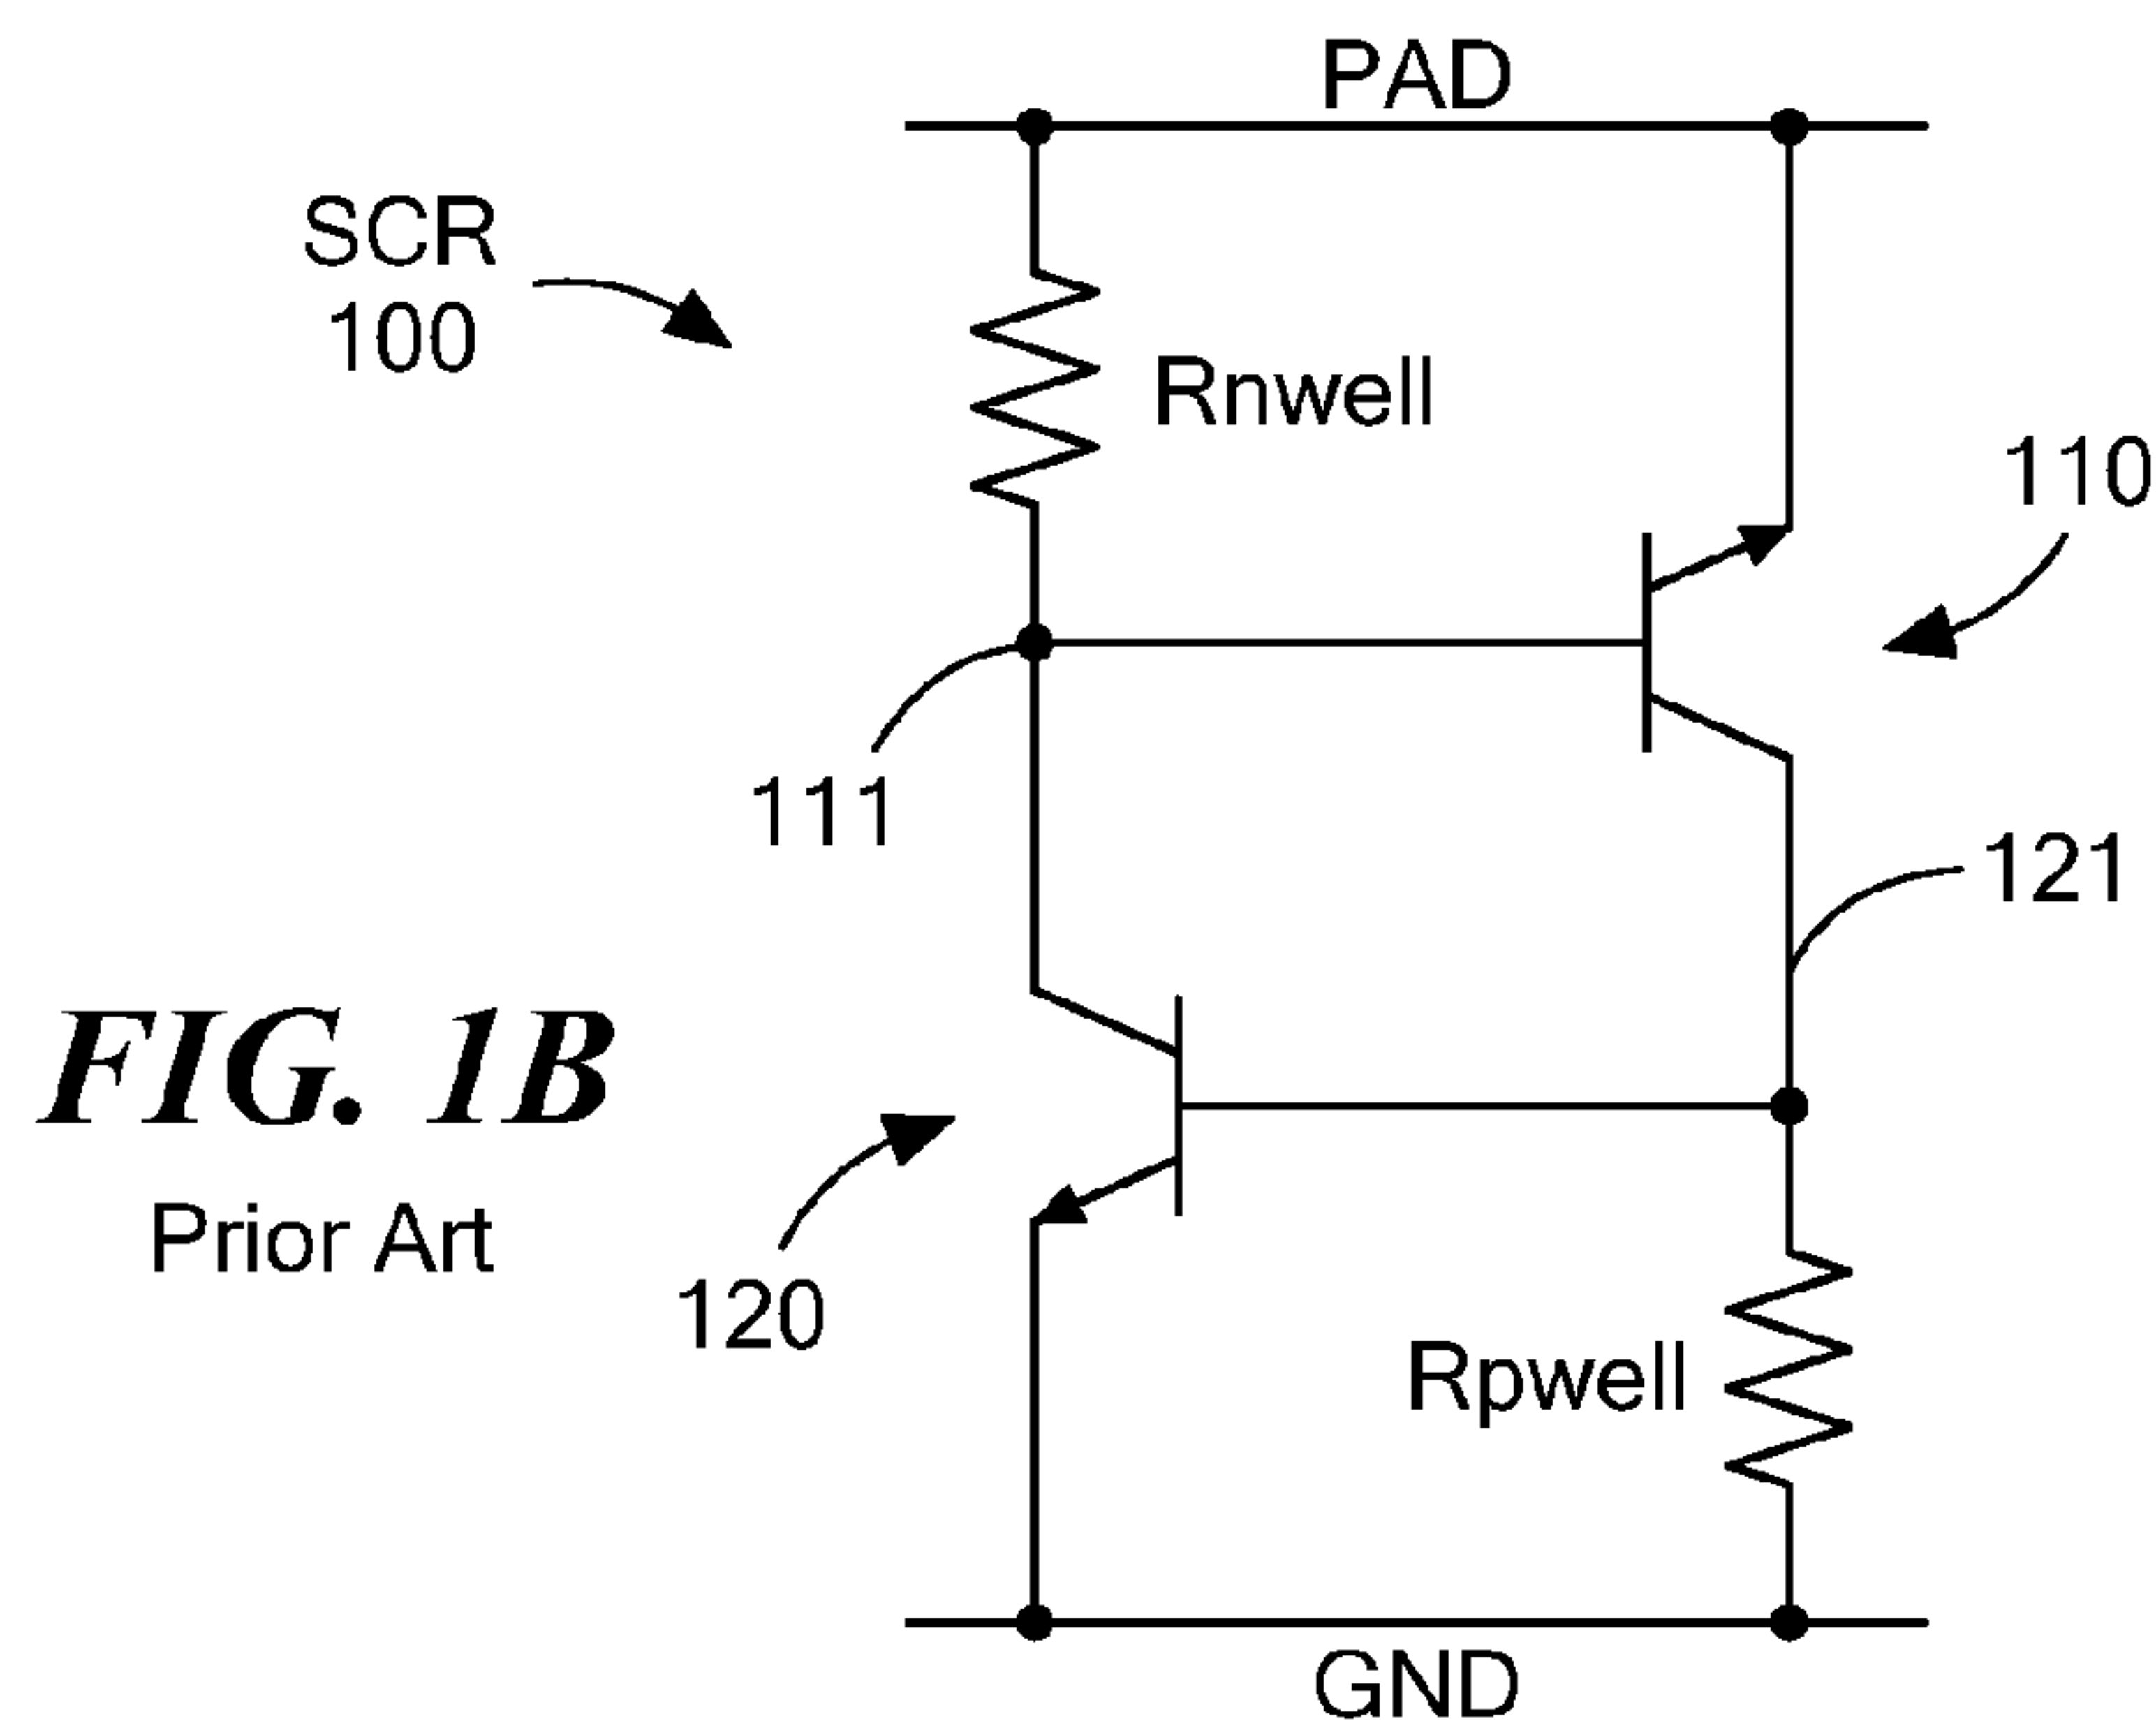 PAD
SCR
100
Rnwell
110
111
121
FIG. 1B
Prior Art
120
Rpwell
GND